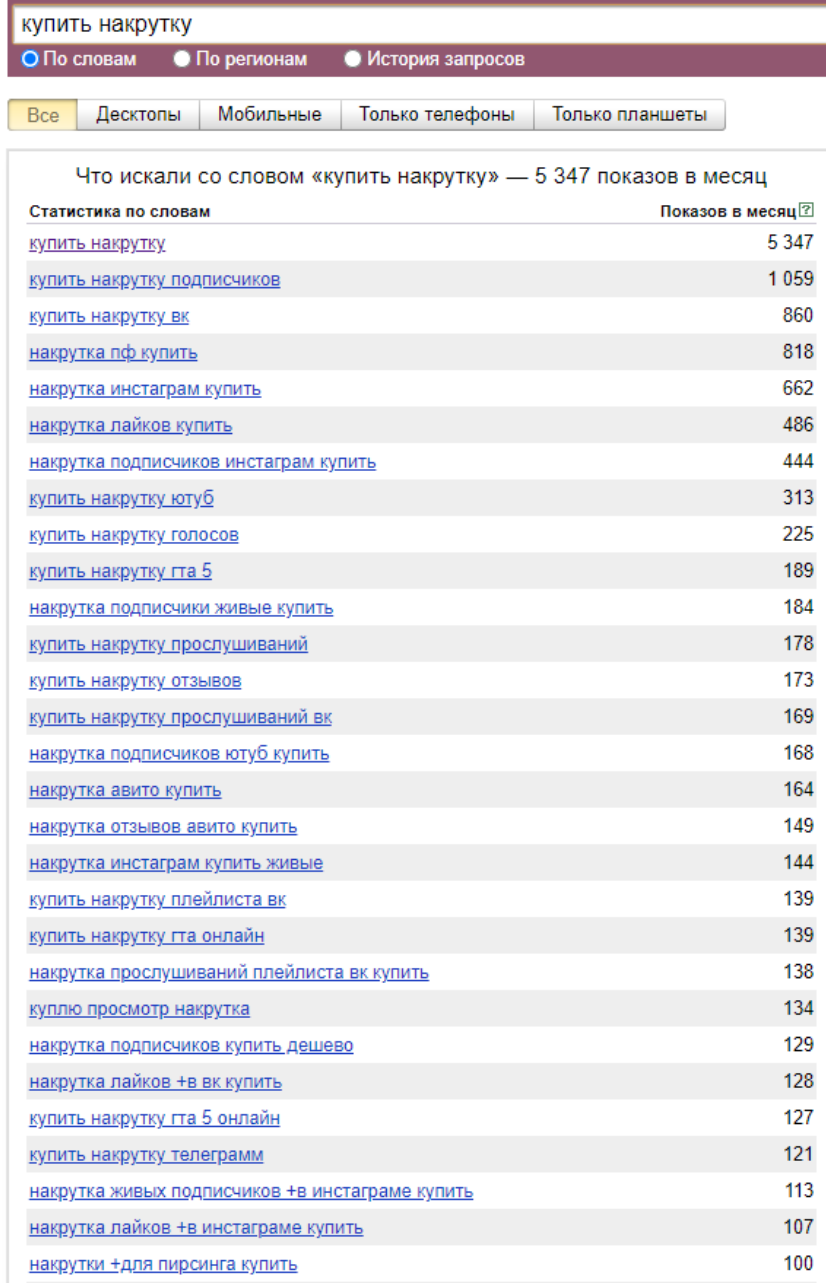 купить накрутку
По словам По регионам История запросов
Все Десктопы Мобильные Только телефоны Только планшеты
Что искали со словом «купить накрутку» — 5 347 показов в месяц
Статистика по словам Показов в месяц ?
купить накрутку 5 347
купить накрутку подписчиков 1 059
купить накрутку вк 860
накрутка пф купить 818
накрутка инстаграм купить 662
накрутка лайков купить 486
накрутка подписчиков инстаграм купить 444
купить накрутку ютуб 313
купить накрутку голосов 225
купить накрутку гта 5 189
накрутка подписчики живые купить 184
купить накрутку прослушиваний 178
купить накрутку отзывов 173
купить накрутку прослушиваний вк 169
накрутка подписчиков ютуб купить 168
накрутка авито купить 164
накрутка отзывов авито купить 149
накрутка инстаграм купить живые 144
купить накрутку плейлиста вк 139
купить накрутку гта онлайн 139
накрутка прослушиваний плейлиста вк купить 138
куплю просмотр накрутка 134
накрутка подписчиков купить дешево 129
накрутка лайков +в вк купить 128
купить накрутку гта 5 онлайн 127
купить накрутку телеграмм 121
накрутка живых подписчиков +в инстаграме купить 113
накрутка лайков +в инстаграме купить 107
накрутки +для пирсинга купить 100